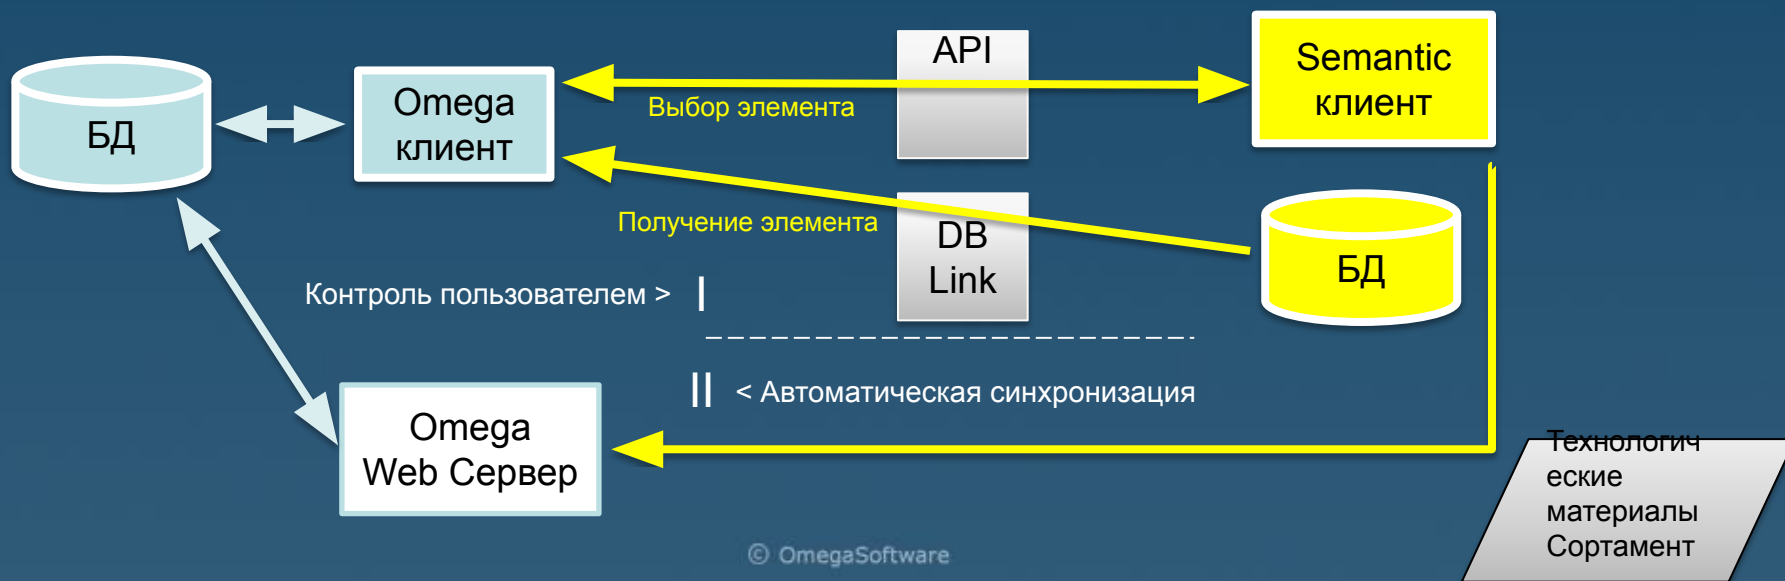 API
Semantic
клиент
БД
Omega
клиент
Выбор элемента
Получение элемента
DB
Link
БД
Контроль пользователем > |
|| < Автоматическая синхронизация
Omega
Web Сервер
Технологич
еские
материалы
Сортамент
© OmegaSoftware